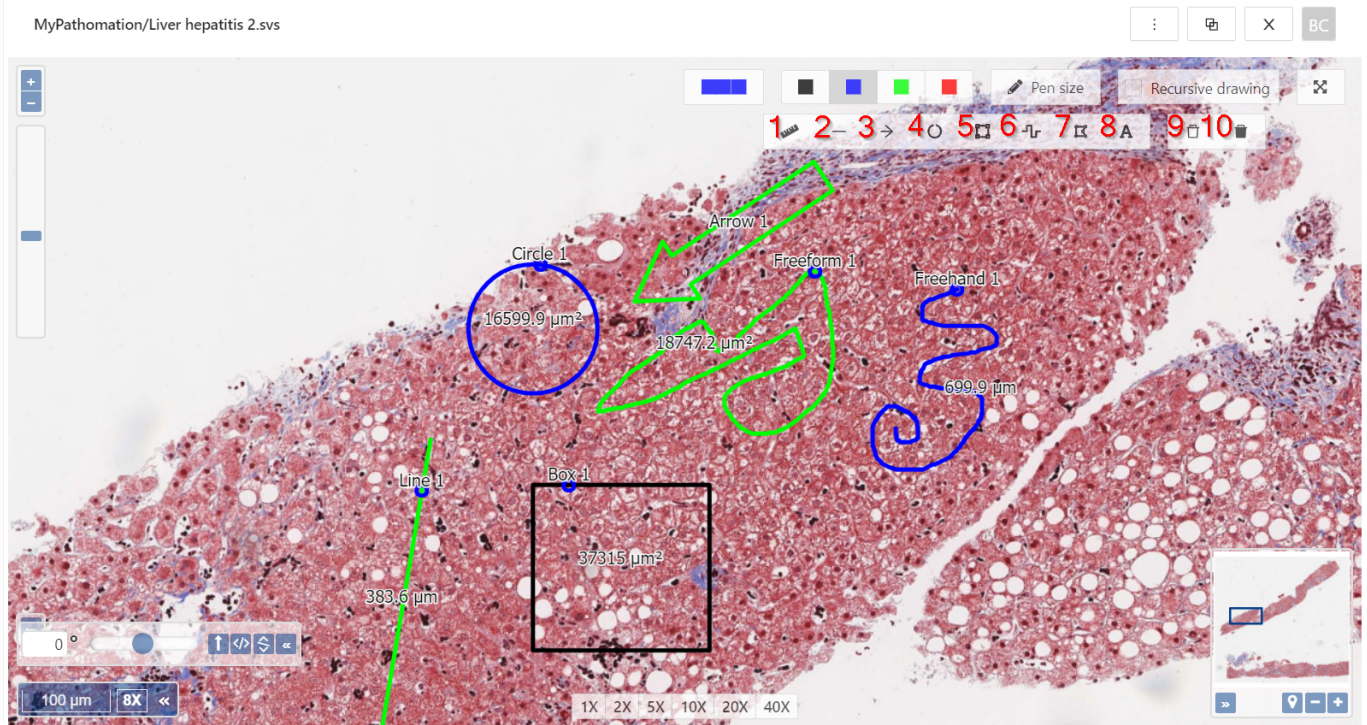 MyPathomation/Liver hepatitis 2.svs
BC
Pen size
Recursive drawing
1 2 3 4 5 6 7 8 A 9 10
Arrow 1
Circle 1
Freeform 1
Freehand 1
16599.9 µm²
18747.2 µm²
699.9 µm
Line 1
Box 1
37315 µm²
383.6 µm
0 °
100 µm 8X «
1X 2X 5X 10X 20X 40X